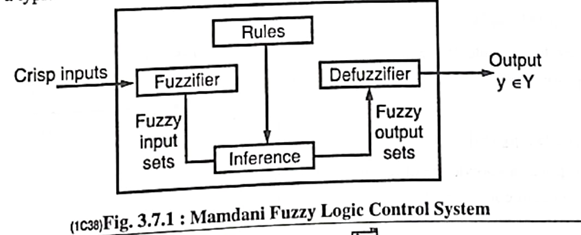 Rules
Crisp inputs
Fuzzifier
Defuzzifier
Output
y ∈Y
Fuzzy
input
sets
Inference
Fuzzy
output
sets
(1C38)Fig. 3.7.1 : Mamdani Fuzzy Logic Control System